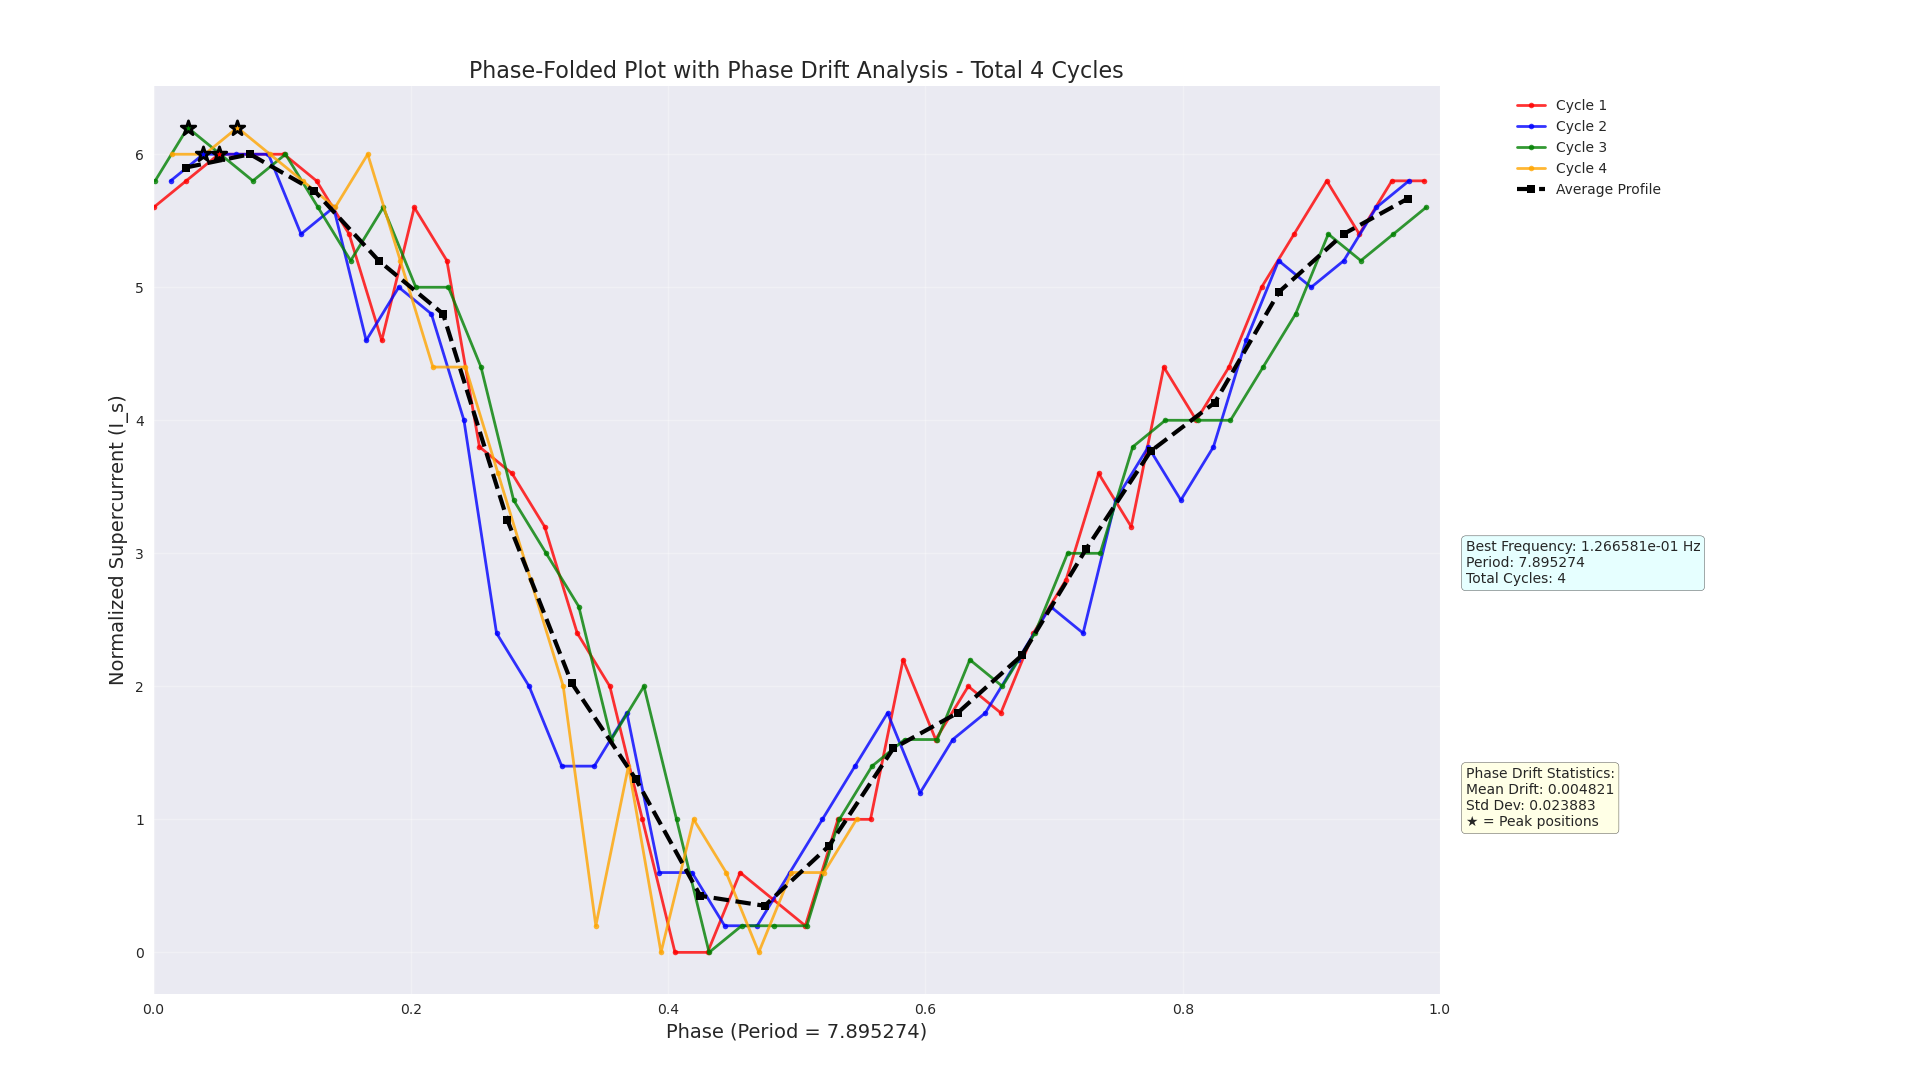 Phase-Folded Plot with Phase Drift Analysis - Total 4 Cycles
Cycle 1
Cycle 2
Cycle 3
Cycle 4
Average Profile
Normalized Supercurrent (I_s)
6
5
4
3
2
1
0
0.0
0.2
0.4
0.6
0.8
1.0
Phase (Period = 7.895274)
Best Frequency: 1.266581e-01 Hz
Period: 7.895274
Total Cycles: 4
Phase Drift Statistics:
Mean Drift: 0.004821
Std Dev: 0.023883
★ = Peak positions